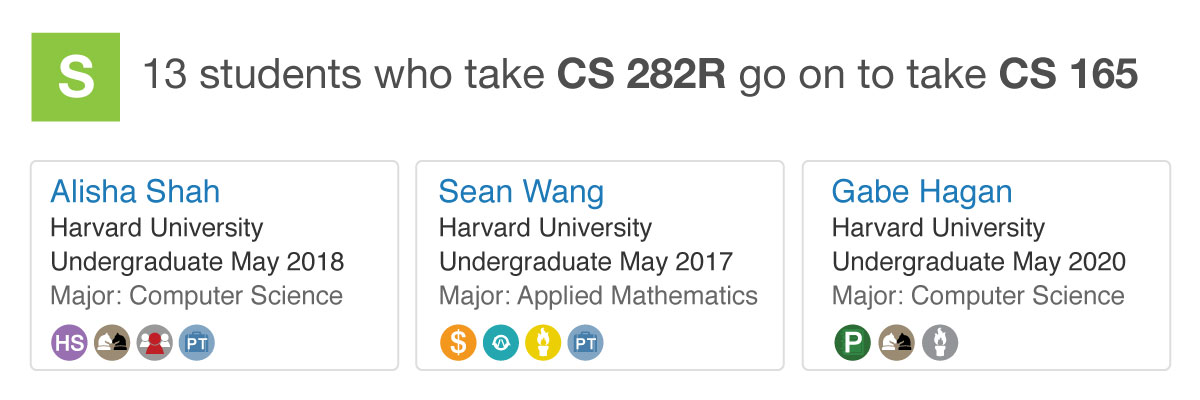 S
13 students who take CS 282R go on to take CS 165
Alisha Shah
Harvard University
Undergraduate May 2018
Major: Computer Science
HS
PT
Sean Wang
Harvard University
Undergraduate May 2017
Major: Applied Mathematics
$
PT
Gabe Hagan
Harvard University
Undergraduate May 2020
Major: Computer Science
P